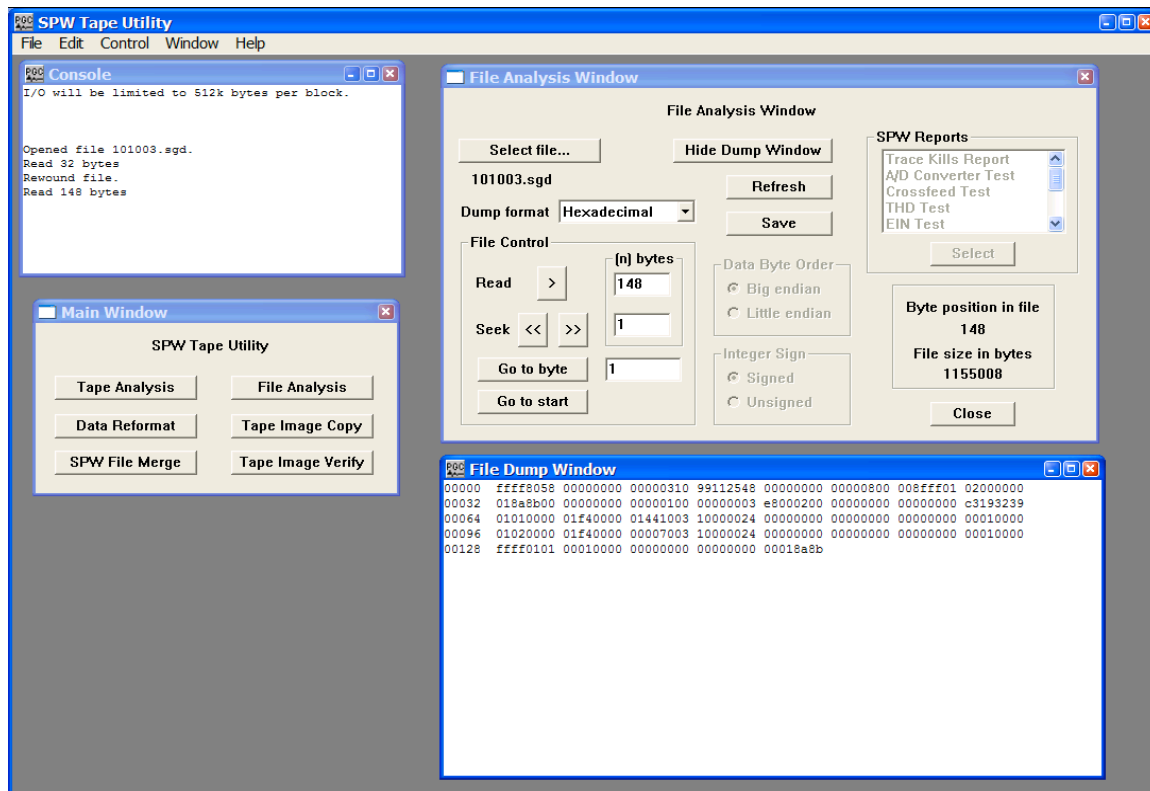 SPW Tape Utility
File Edit Control Window Help
Console
I/O will be limited to 512k bytes per block.
Opened file 101003.sgd.
Read 32 bytes
Rewound file.
Read 148 bytes
Main Window
SPW Tape Utility
Tape Analysis File Analysis
Data Reformat Tape Image Copy
SPW File Merge Tape Image Verify
File Analysis Window
File Analysis Window
Select file... Hide Dump Window
101003.sgd
Refresh
Dump format Hexadecimal
Save
File Control
(n) bytes
Read > 148
Seek << >> 1
Go to byte 1
Go to start
Data Byte Order
Big endian
Little endian
Integer Sign
Signed
Unsigned
SPW Reports
Trace Kills Report
A/D Converter Test
Crossfeed Test
THD Test
EIN Test
Select
Byte position in file
148
File size in bytes
1155008
Close
File Dump Window
00000 ffff8058 00000000 00000310 99112548 00000000 00000800 008fff01 02000000
00032 018a8b00 00000000 00000100 00000003 e8000200 00000000 00000000 c3193239
00064 01010000 01f40000 01441003 10000024 00000000 00000000 00000000 00010000
00096 01020000 01f40000 00007003 10000024 00000000 00000000 00000000 00010000
00128 ffff0101 00010000 00000000 00000000 00018a8b